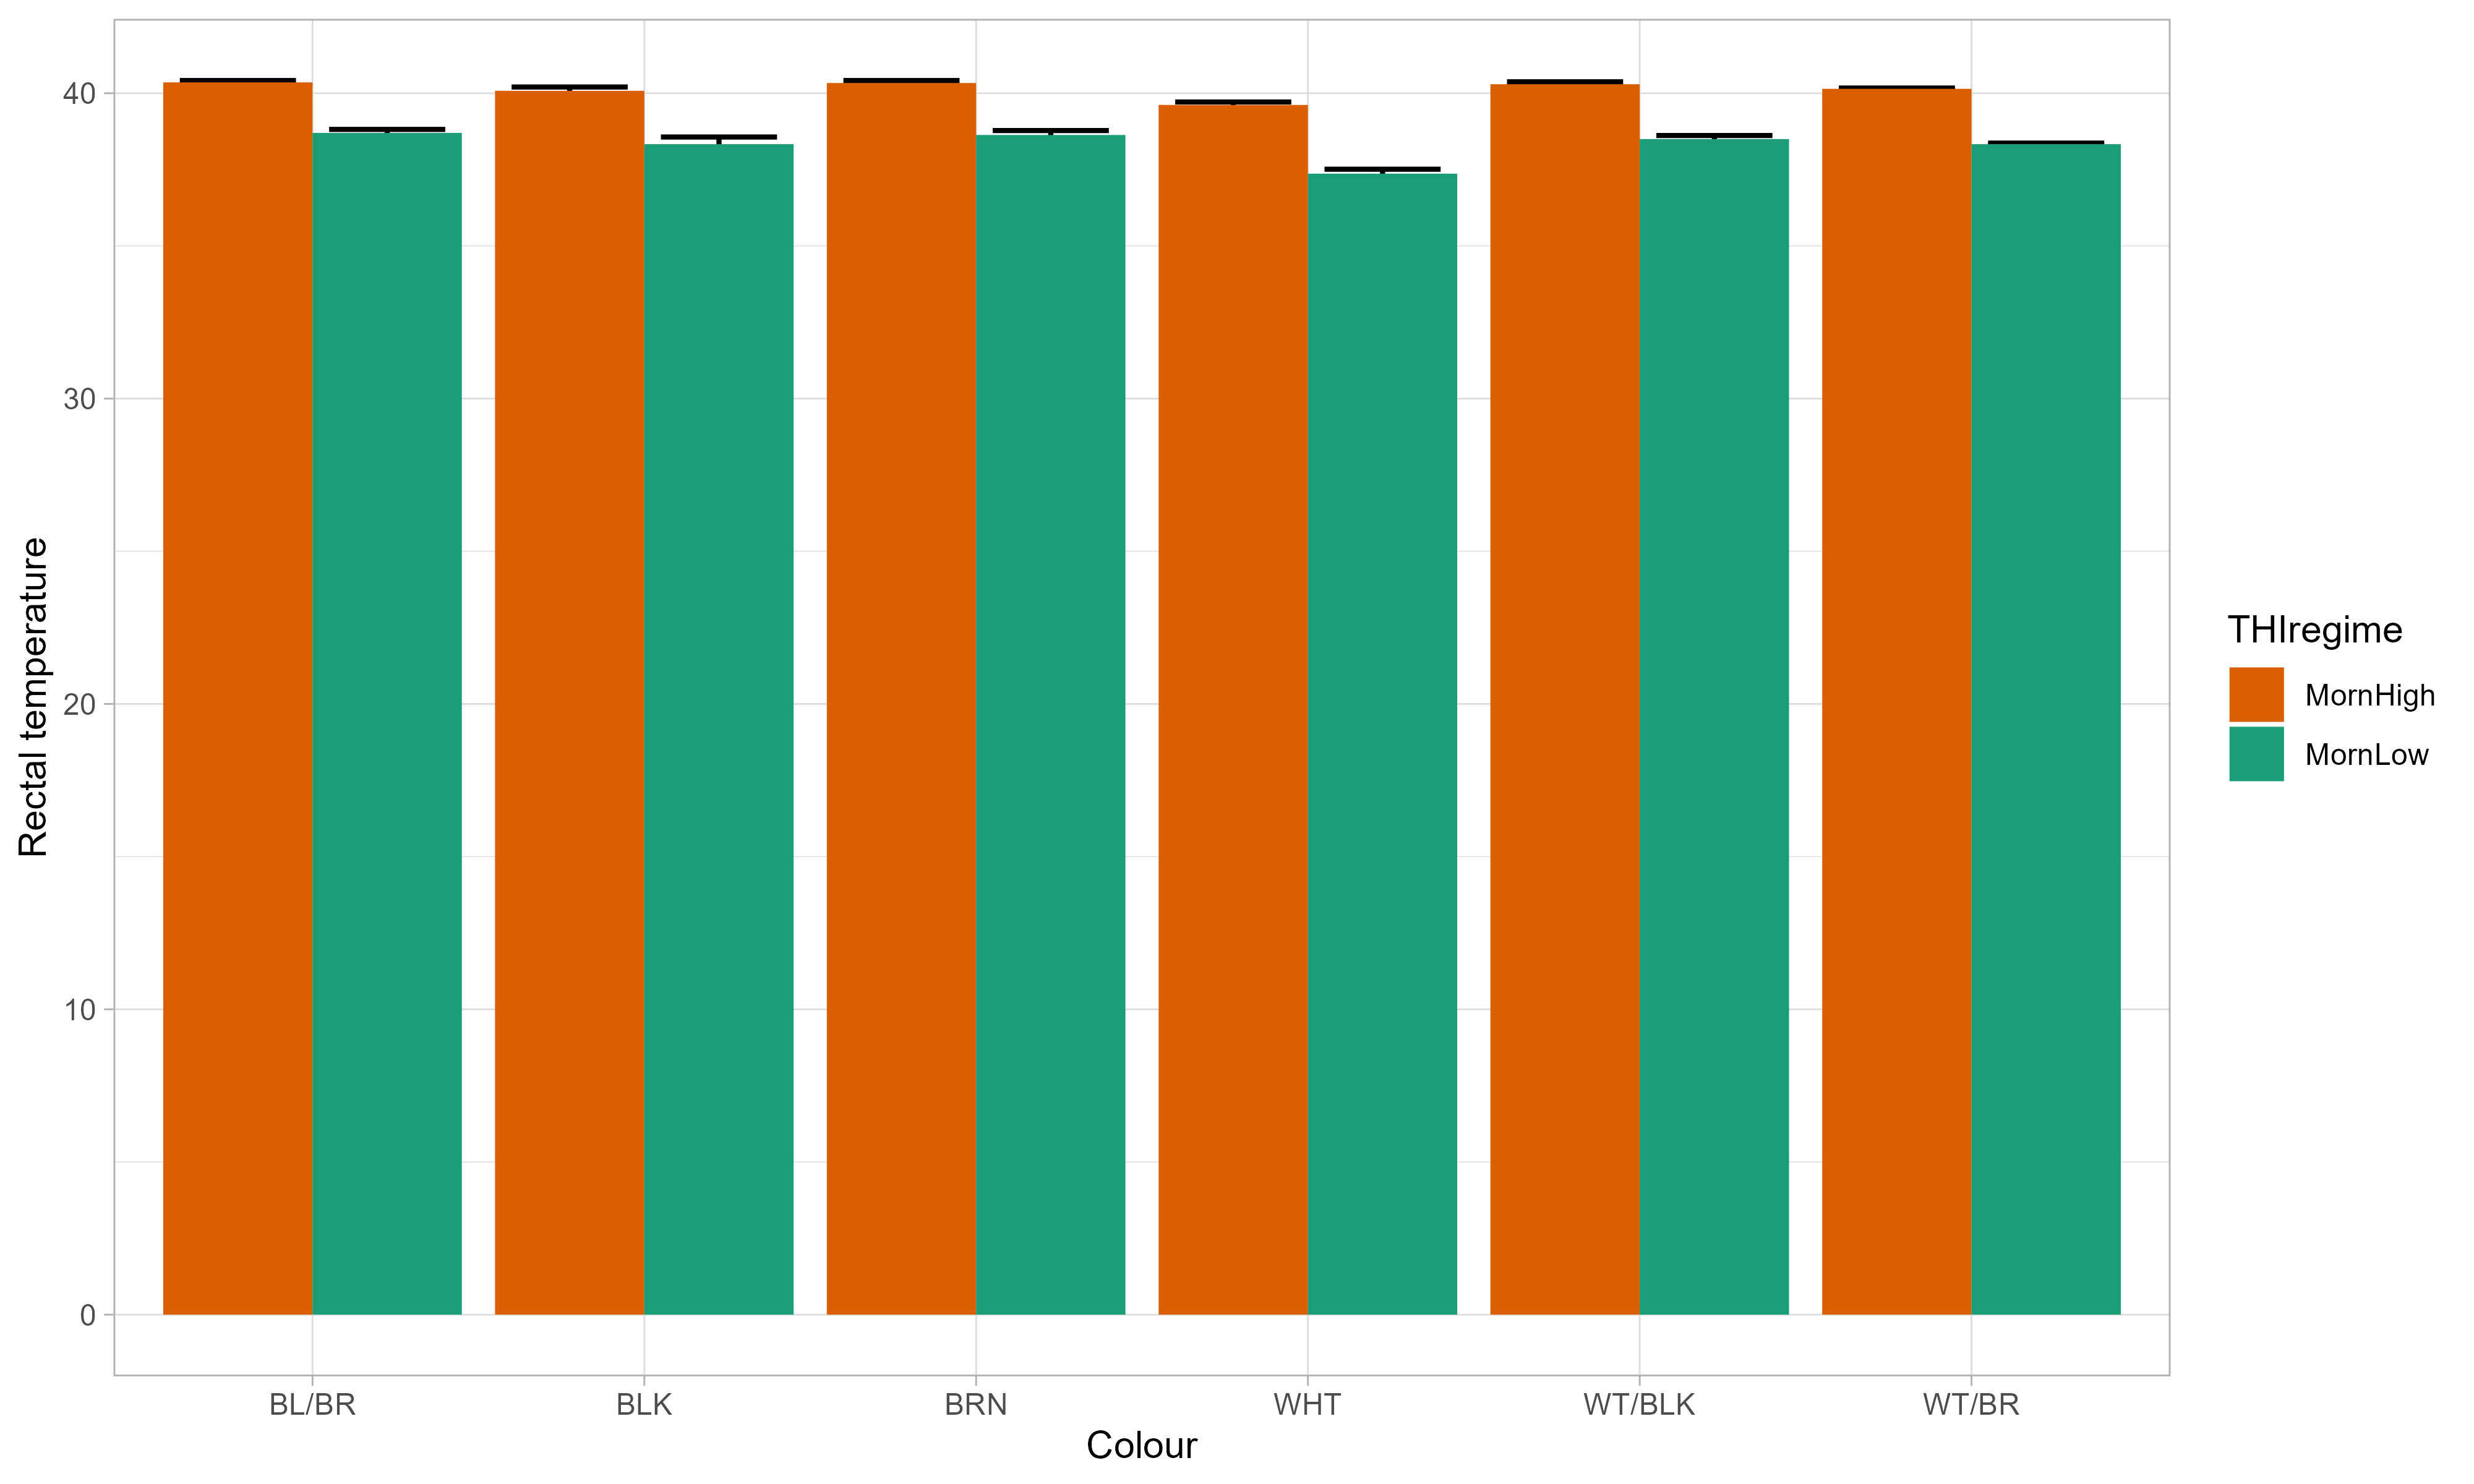 Rectal temperature
40
30
20
10
0
BL/BR BLK BRN WHT WT/BLK WT/BR
Colour
THIregime
MornHigh
MornLow